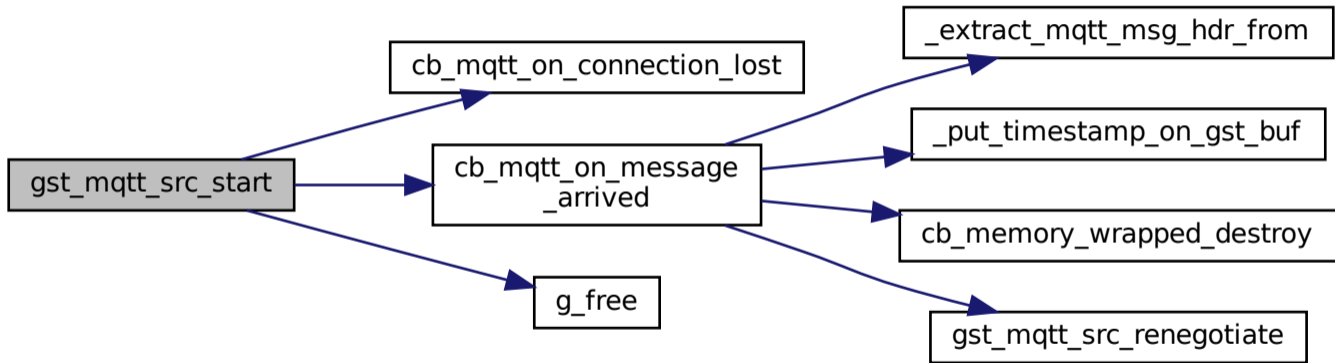 gst_mqtt_src_start
cb_mqtt_on_connection_lost
cb_mqtt_on_message
_arrived
g_free
_extract_mqtt_msg_hdr_from
_put_timestamp_on_gst_buf
cb_memory_wrapped_destroy
gst_mqtt_src_renegotiate